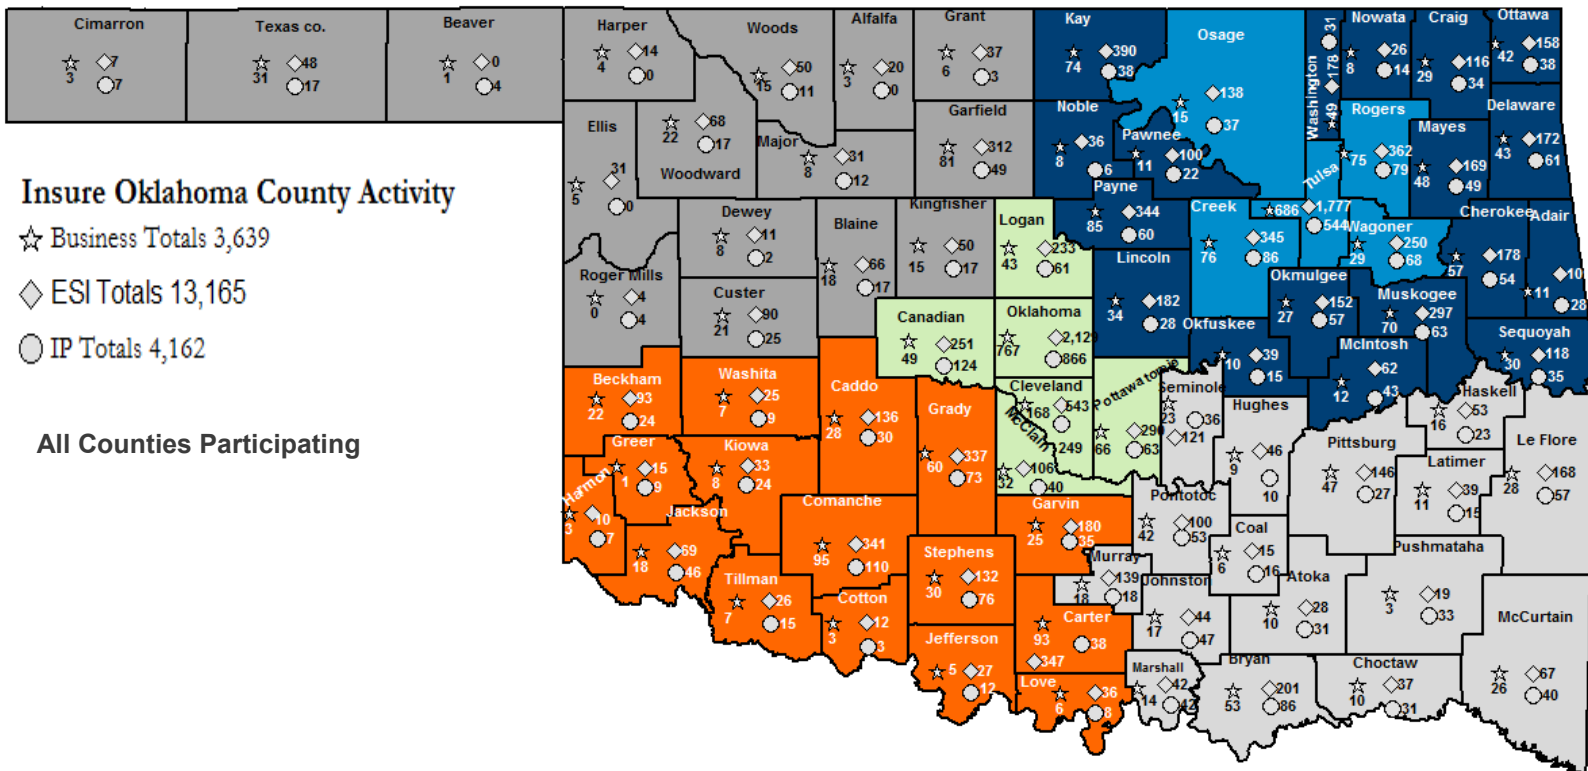 Cimarron
3
7
7
Texas co.
31
48
17
Beaver
1
0
4
Harper
4
14
0
Woods
15
50
11
Alfalfa
3
20
0
Grant
6
37
3
Kay
74
390
38
Osage
15
138
37
Washington
49
178
31
Nowata
8
26
14
Craig
29
116
34
Ottawa
42
158
38
Insure Oklahoma County Activity
Business Totals 3,639
ESI Totals 13,165
IP Totals 4,162
All Counties Participating
Ellis
5
31
0
Woodward
22
68
17
Major
8
31
12
Garfield
81
312
49
Noble
8
36
6
Pawnee
11
100
22
Rogers
75
362
79
Mayes
48
169
49
Delaware
43
172
61
Roger Mills
0
4
4
Dewey
8
11
2
Custer
21
90
25
Blaine
18
66
17
Kingfisher
15
50
17
Logan
43
233
61
Payne
85
344
60
Creek
76
345
86
Tulsa
686
1,777
544
Wagoner
29
250
68
Cherokee
57
178
54
Adair
11
10
28
Canadian
49
251
124
Oklahoma
767
2,129
866
Lincoln
34
182
28
Okfuskee
10
39
15
Okmulgee
27
152
57
Muskogee
70
297
63
McIntosh
12
62
43
Sequoyah
30
118
35
Beckham
22
93
24
Washita
7
25
9
Caddo
28
136
30
Grady
60
337
73
Cleveland
168
543
249
McClain
32
106
40
Pottawatomie
66
290
63
Seminole
23
36
121
Hughes
9
46
10
Pittsburg
47
146
27
Haskell
16
53
23
Latimer
11
39
15
Le Flore
28
168
57
Greer
1
15
9
Harmon
3
10
7
Kiowa
8
33
24
Jackson
18
69
46
Comanche
95
341
110
Tillman
7
26
15
Cotton
3
12
3
Stephens
30
132
76
Garvin
25
180
35
Murray
18
139
18
Pontotoc
42
100
53
Coal
6
15
16
Johnston
17
44
47
Atoka
10
28
31
Pushmataha
3
19
33
McCurtain
26
67
40
Jefferson
5
27
12
Carter
93
38
347
Love
6
36
8
Marshall
14
42
42
Bryan
53
201
86
Choctaw
10
37
31